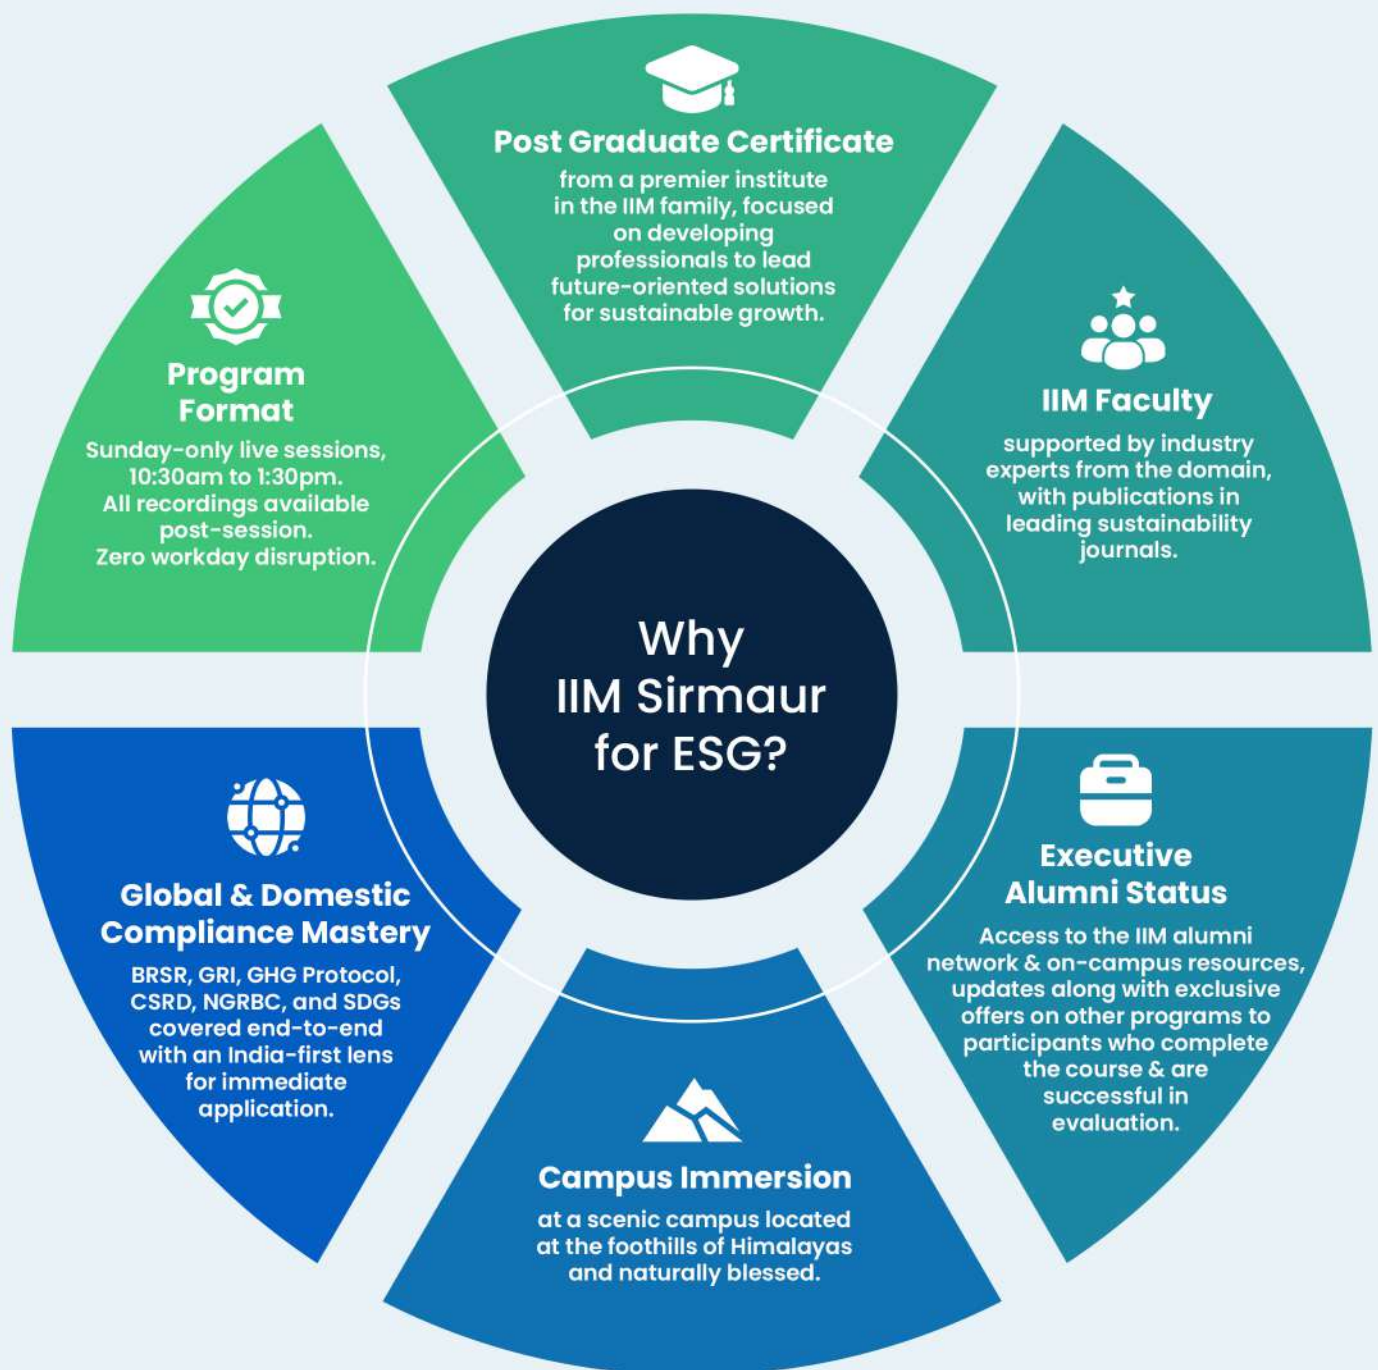 Post Graduate Certificate
from a premier institute
in the IIM family, focused
on developing
professionals to lead
future-oriented solutions
for sustainable growth.
IIM Faculty
supported by industry
experts from the domain,
with publications in
leading sustainability
journals.
Executive
Alumni Status
Access to the IIM alumni
network & on-campus resources,
updates along with exclusive
offers on other programs to
participants who complete
the course & are
successful in
evaluation.
Campus Immersion
at a scenic campus located
at the foothills of Himalayas
and naturally blessed.
Global & Domestic
Compliance Mastery
BRSR, GRI, GHG Protocol,
CSRD, NGRBC, and SDGs
covered end-to-end
with an India-first lens
for immediate
application.
Program
Format
Sunday-only live sessions,
10:30am to 1:30pm.
All recordings available
post-session.
Zero workday disruption.
Why
IIM Sirmaur
for ESG?